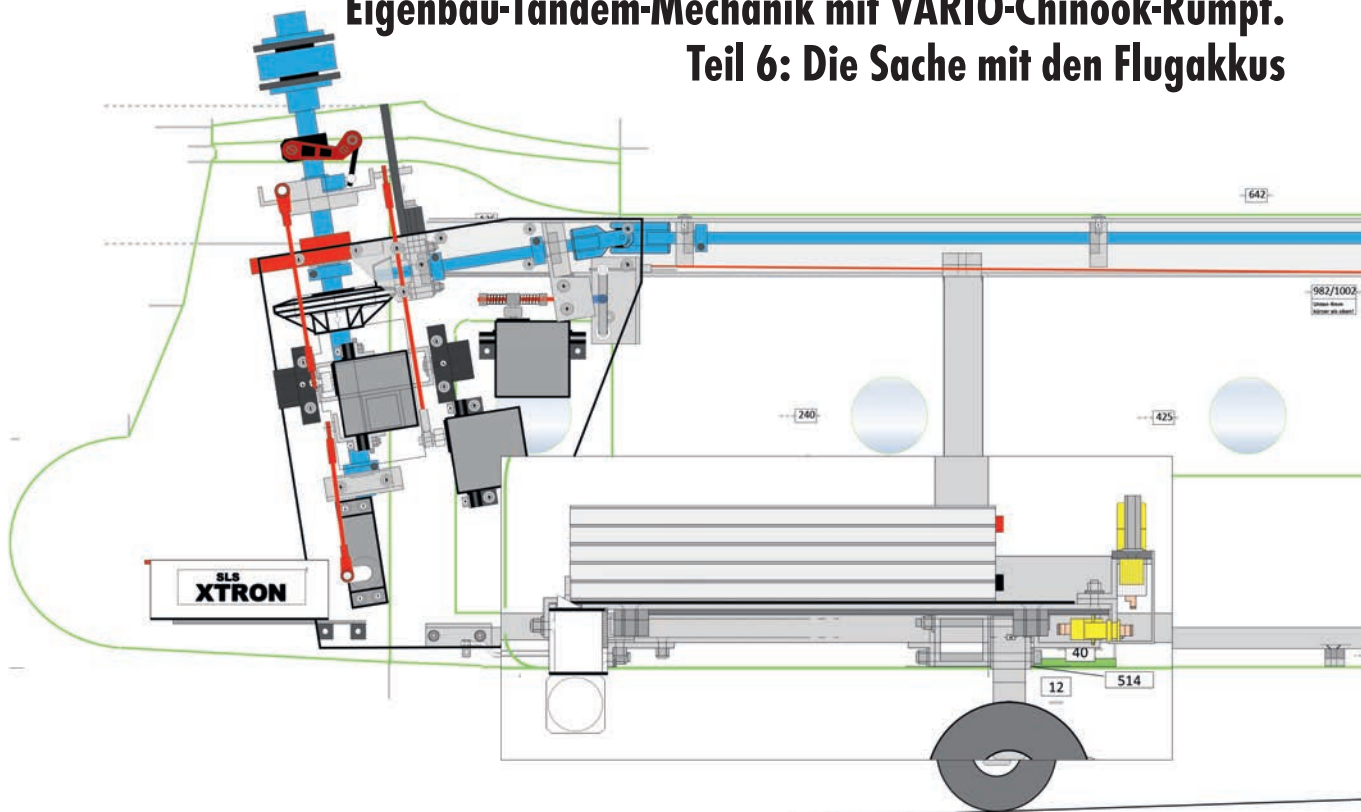 Eigenbau-Tandem-Mechanik mit VARIO-Chinook-Rumpf.
Teil 6: Die Sache mit den Flugakkus
642
982/1002
240
425
SLS
XTRON
40
514
12